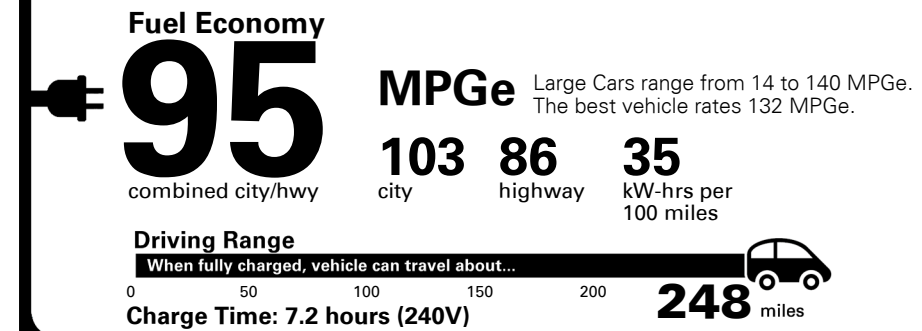 Fuel Economy
95
combined city/hwy
MPGe
Large Cars range from 14 to 140 MPGe.
The best vehicle rates 132 MPGe.
103
city
86
highway
35
kW-hrs per
100 miles
Driving Range
When fully charged, vehicle can travel about...
0 50 100 150 200
248 miles
Charge Time: 7.2 hours (240V)